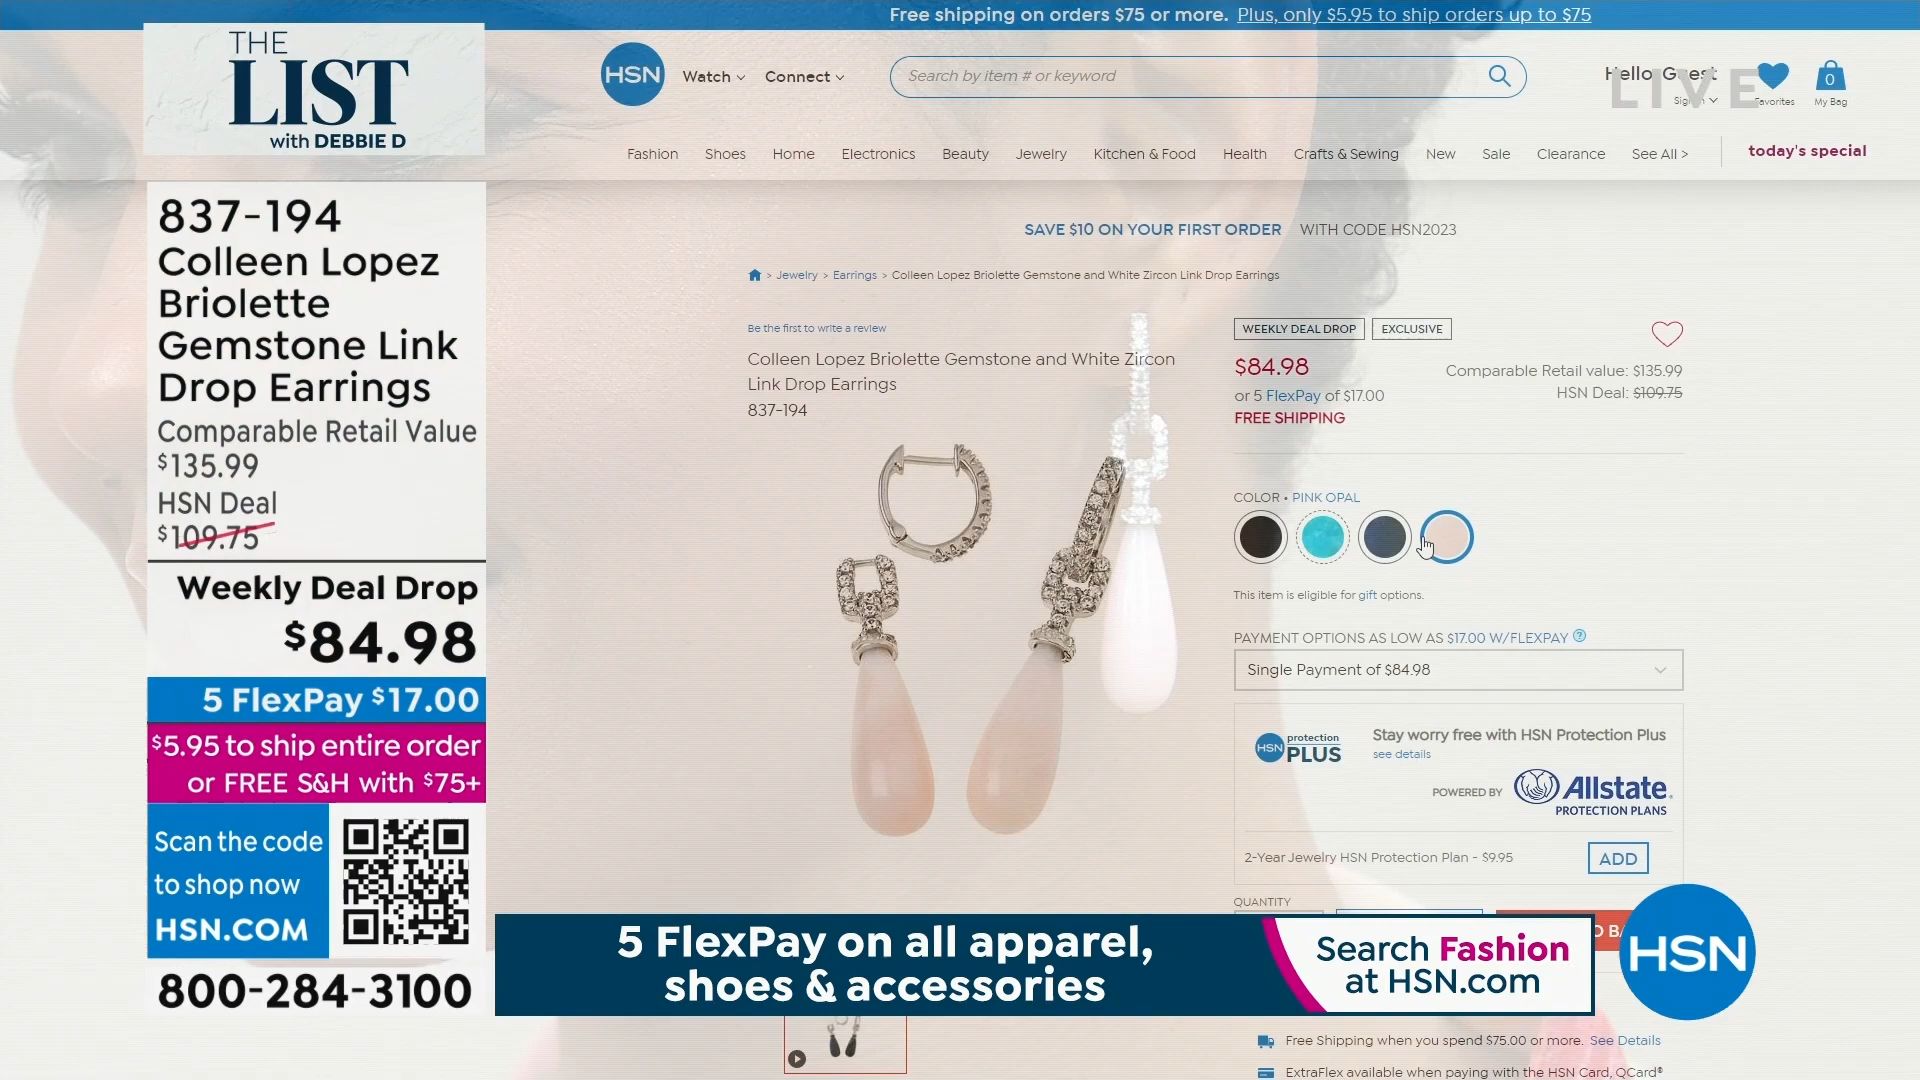 Free shipping on orders $75 or more. Plus, only $5.95 to ship orders up to $75
THE
LIST
with DEBBIE D
HSN
Watch
Connect
Search by item # or keyword
Hello, Guest
LIVE
Favorites
0
My Bag
Fashion Shoes Home Electronics Beauty Jewelry Kitchen & Food Health Crafts & Sewing New Sale Clearance See All > today's special
837-194
Colleen Lopez
Briolette
Gemstone Link
Drop Earrings
Comparable Retail Value
$135.99
HSN Deal
$109.75
Weekly Deal Drop
$84.98
5 FlexPay $17.00
$5.95 to ship entire order
or FREE S&H with $75+
Scan the code
to shop now
HSN.COM
800-284-3100
SAVE $10 ON YOUR FIRST ORDER WITH CODE HSN2023
> Jewelry > Earrings > Colleen Lopez Briolette Gemstone and White Zircon Link Drop Earrings
Be the first to write a review
Colleen Lopez Briolette Gemstone and White Zircon
Link Drop Earrings
837-194
WEEKLY DEAL DROP EXCLUSIVE
$84.98
or 5 FlexPay of $17.00
FREE SHIPPING
Comparable Retail value: $135.99
HSN Deal: $109.75
COLOR • PINK OPAL
This item is eligible for gift options.
PAYMENT OPTIONS AS LOW AS $17.00 W/FLEXPAY ?
Single Payment of $84.98
HSN protection PLUS
Stay worry free with HSN Protection Plus
see details
POWERED BY Allstate
PROTECTION PLANS
2-Year Jewelry HSN Protection Plan - $9.95
ADD
QUANTITY
5 FlexPay on all apparel,
shoes & accessories
Search Fashion
at HSN.com
HSN
Free Shipping when you spend $75.00 or more. See Details
ExtraFlex available when paying with the HSN Card, QCard®